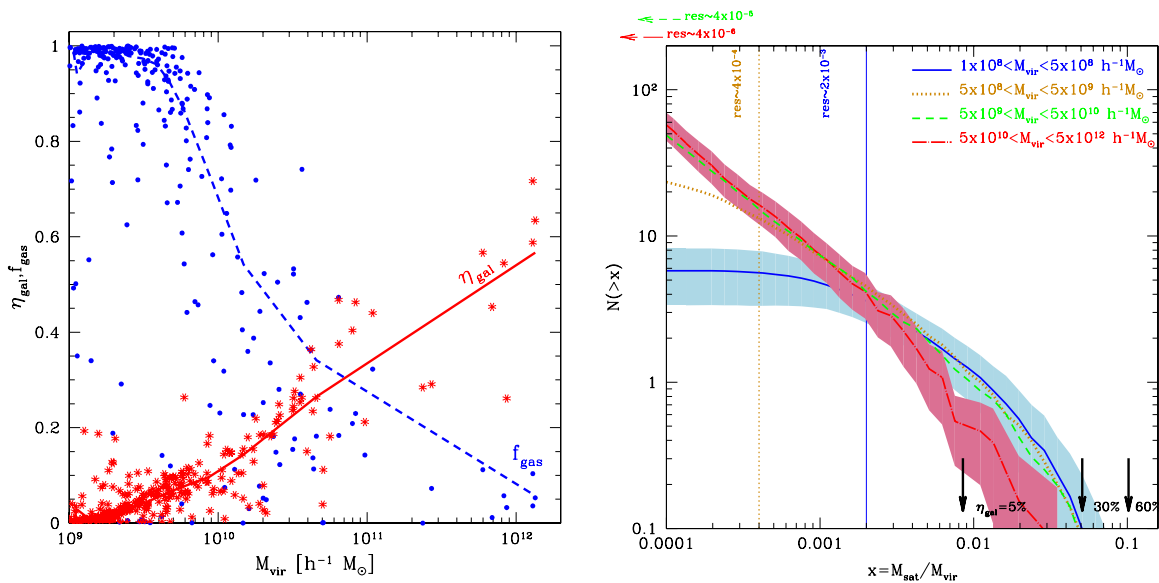 1
0.8
0.6
0.4
0.2
0
η_gal, f_gas
η_gal
f_gas
10^9
10^10
10^11
10^12
M_vir [h^-1 M_⊙]
res~4x10^-5
res~4x10^-6
res~4x10^-4
res~2x10^-3
1x10^8<M_vir<5x10^8 h^-1M_⊙
5x10^8<M_vir<5x10^9 h^-1M_⊙
5x10^9<M_vir<5x10^10 h^-1M_⊙
5x10^10<M_vir<5x10^12 h^-1M_⊙
10^2
10
1
0.1
N(>x)
η_gal=5%
30%
60%
0.0001
0.001
0.01
0.1
x=M_sat/M_vir